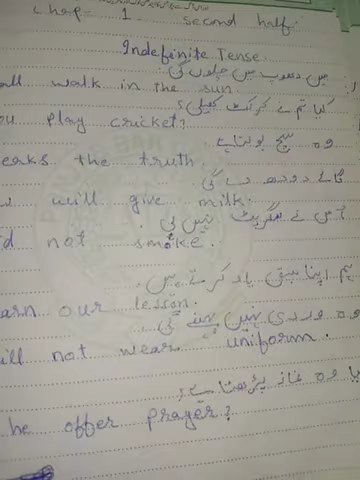 Chap- 1. second half.
Indefinite Tense.
میں دھوپ میں چلوں گی
all walk in the sun
کیا تم نے کرکٹ کھیلی؟
ou play cricket?
وہ سچ بولتا ہے
eaks the truth.
گائے دودھ دے گی
will give milk.
اس نے سگریٹ نہیں پی
d not smoke.
ہم اپنا سبق یاد کرتے ہیں.
arn our lesson.
وہ وردی نہیں پہنے گی.
ill not wear uniform.
یا وہ نماز پڑھتا ہے؟
he offer prayer?